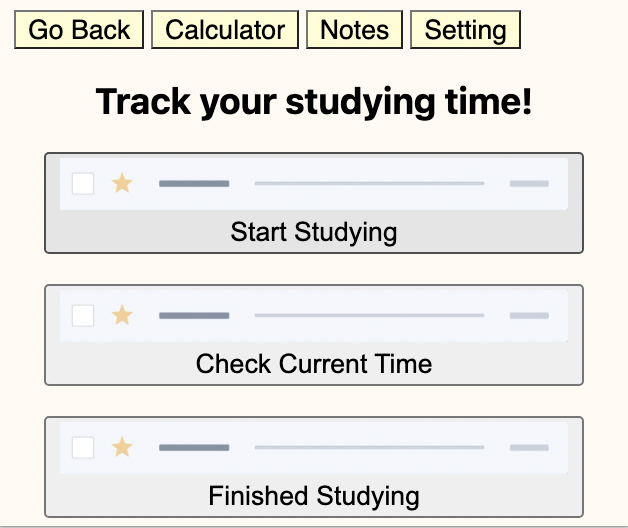 Go Back Calculator Notes Setting
Track your studying time!
Start Studying
Check Current Time
Finished Studying